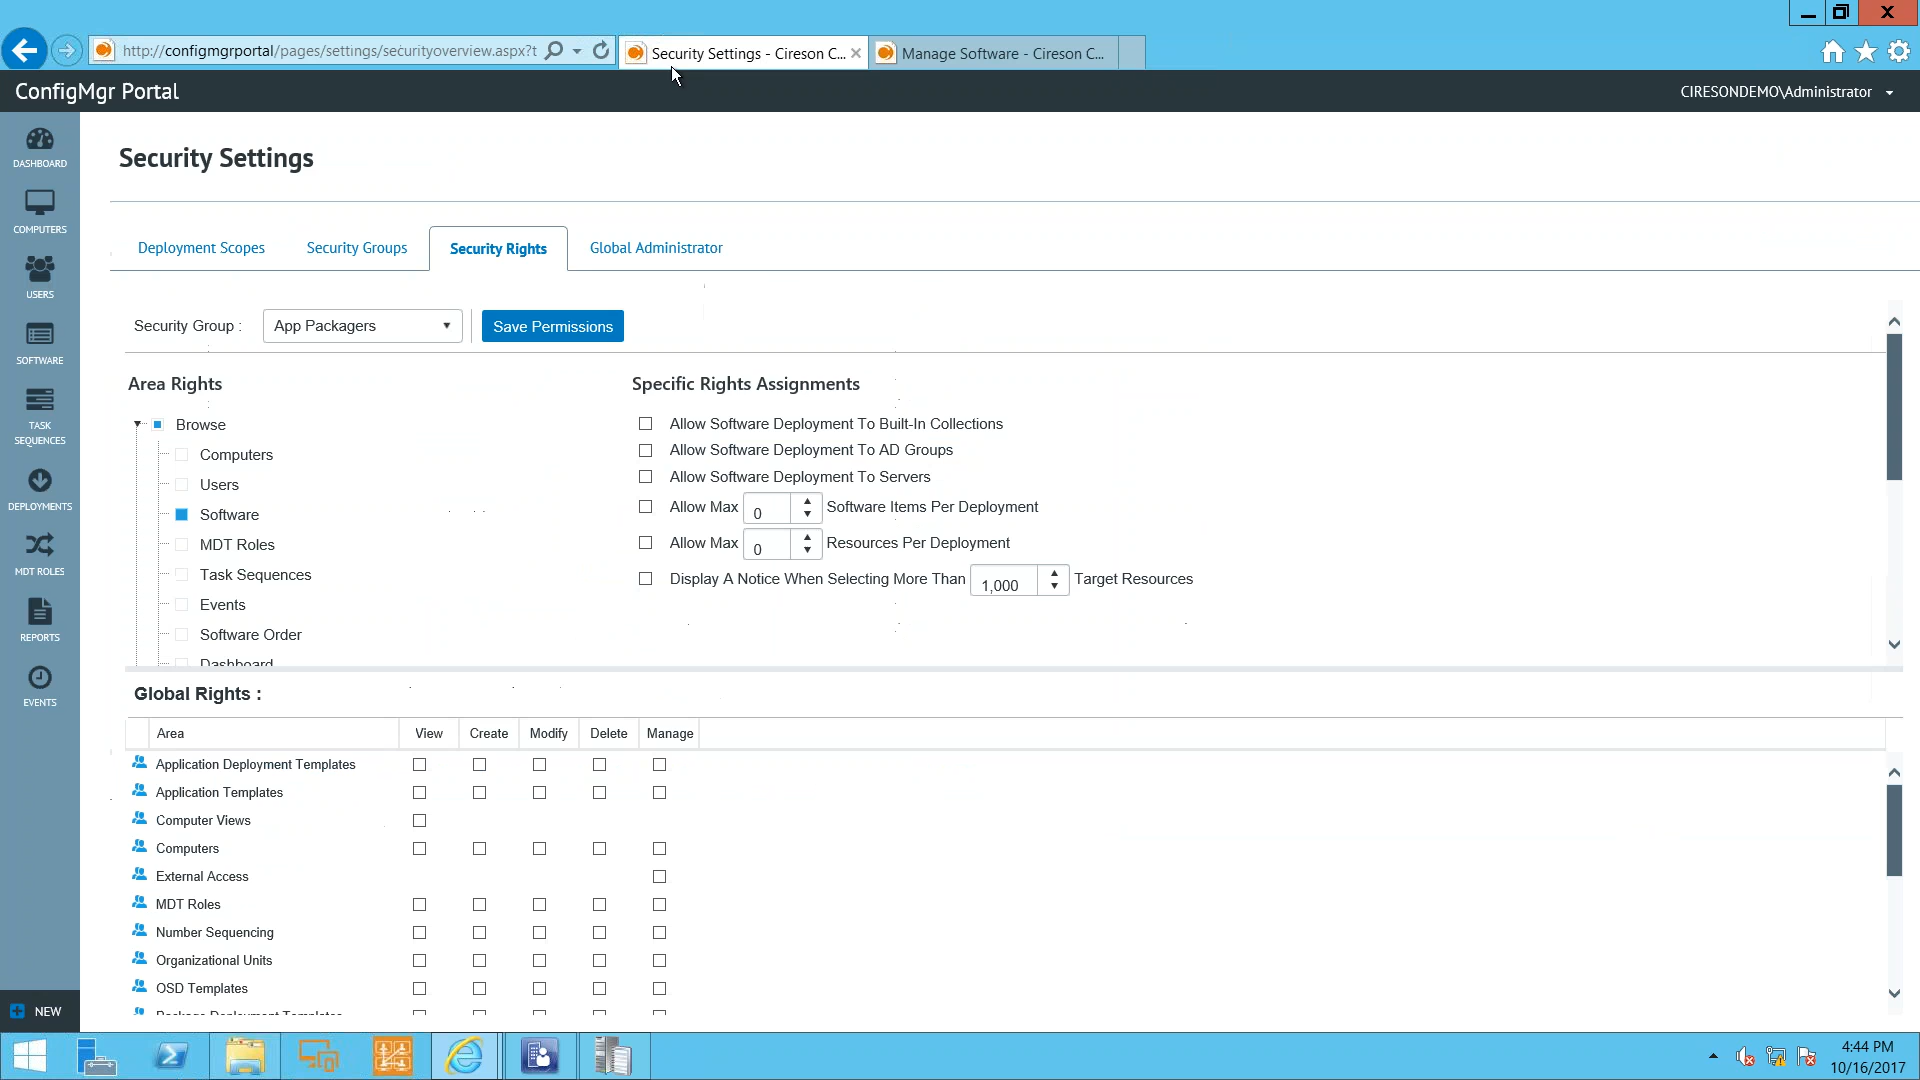 http://configmgrportal/pages/settings/securityoverview.aspx?t
Security Settings - Cireson C...
Manage Software - Cireson C...
ConfigMgr Portal
CIRESONDEMO\Administrator
DASHBOARD
COMPUTERS
USERS
SOFTWARE
TASK
SEQUENCES
DEPLOYMENTS
MDT ROLES
REPORTS
EVENTS
NEW
Security Settings
Deployment Scopes
Security Groups
Security Rights
Global Administrator
Security Group :
App Packagers
Save Permissions
Area Rights
Browse
Computers
Users
Software
MDT Roles
Task Sequences
Events
Software Order
Dashboard
Specific Rights Assignments
Allow Software Deployment To Built-In Collections
Allow Software Deployment To AD Groups
Allow Software Deployment To Servers
Allow Max 0 Software Items Per Deployment
Allow Max 0 Resources Per Deployment
Display A Notice When Selecting More Than 1,000 Target Resources
Global Rights :
Area View Create Modify Delete Manage
Application Deployment Templates
Application Templates
Computer Views
Computers
External Access
MDT Roles
Number Sequencing
Organizational Units
OSD Templates
4:44 PM
10/16/2017